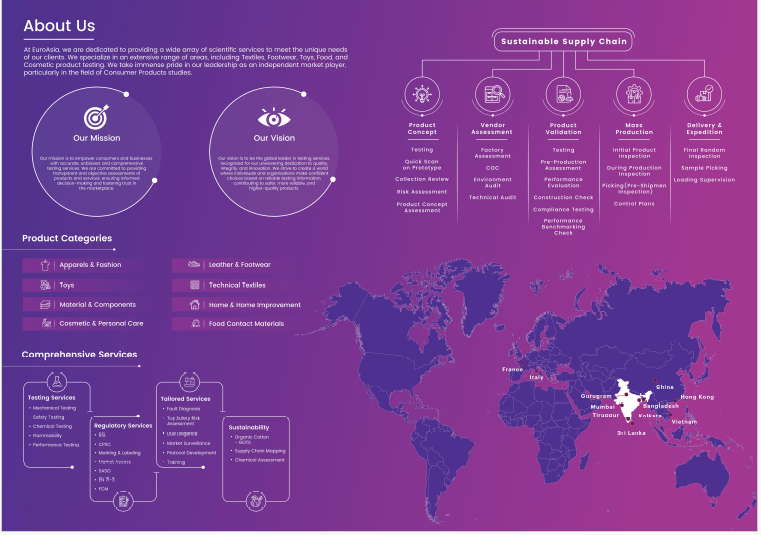 About Us
At EuroAsia, we are dedicated to providing a wide array of scientific services to meet the unique needs
of our clients. We specialize in an extensive range of areas, including Textiles, Footwear, Toys, Food, and
Cosmetic product testing. We take immense pride in our leadership as an independent market player,
particularly in the field of Consumer Products studies.
Our Mission
Our mission is to empower consumers and businesses
with accurate, unbiased, and comprehensive
testing services. We are committed to providing
transparent and objective assessments of
products and services, ensuring informed
decision-making and fostering trust in
the marketplace.
Our Vision
Our vision is to be the global leader in testing services,
recognized for our unwavering dedication to quality,
integrity, and innovation. We strive to create a world
where individuals and organizations make confident
choices based on reliable testing information,
contributing to safer, more reliable, and
higher-quality products
Sustainable Supply Chain
Product
Concept
Testing
Quick Scan
on Prototype
Collection Review
Risk Assessment
Product Concept
Assessment
Vendor
Assessment
Factory
Assessment
COC
Environment
Audit
Technical Audit
Product
Validation
Testing
Pre-Production
Assessment
Performance
Evaluation
Construction Check
Compliance Testing
Performance
Benchmarking
Check
Mass
Production
Initial Product
Inspection
During Production
Inspection
Picking(Pre-Shipmen
Inspection)
Control Plans
Delivery &
Expedition
Final Random
Inspection
Sample Picking
Loading Supervision
Product Categories
Apparels & Fashion
Leather & Footwear
Toys
Technical Textiles
Material & Components
Home & Home Improvement
Cosmetic & Personal Care
Food Contact Materials
Comprehensive Services
Testing Services
• Mechanical Testing
Safety Testing
• Chemical Testing
• Flammability
• Performance Testing
Regulatory Services
• RSL
• CPSC
• Marking & Labeling
• Market Access
• SASO
• EN 71-3
• FCM
Tailored Services
• Fault Diagnosis
Toy Safety Risk
Assessment
• Due Diligence
• Market Surveillance
• Protocol Development
• Training
Sustainability
• Organic Cotton
- GOTS
• Supply Chain Mapping
• Chemical Assessment
France
Italy
China
Gurugram
Hong Kong
Mumbai
Bangladesh
Tiruppur
Kolkata
Vietnam
Sri Lanka